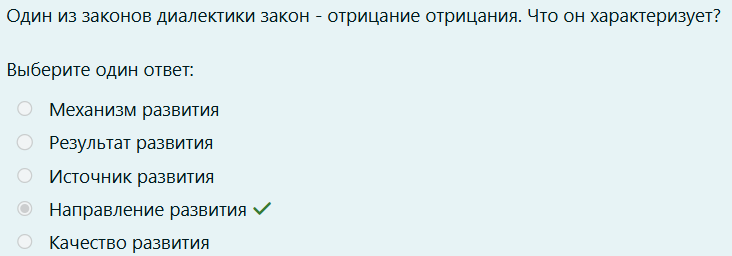 Один из законов диалектики закон - отрицание отрицания. Что он характеризует?
Выберите один ответ:
Механизм развития
Результат развития
Источник развития
Направление развития
Качество развития